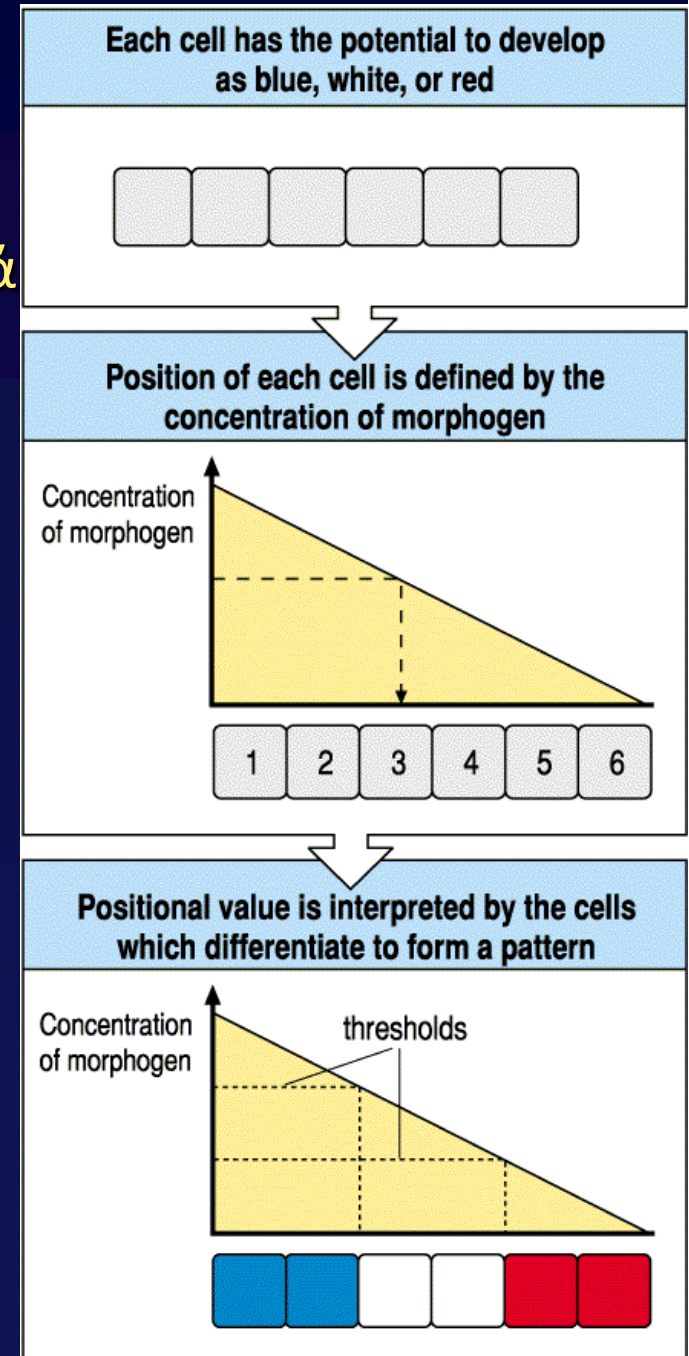 Each cell has the potential to develop
as blue, white, or red
ά
Position of each cell is defined by the
concentration of morphogen
Concentration
of morphogen
1 2 3 4 5 6
Positional value is interpreted by the cells
which differentiate to form a pattern
Concentration
of morphogen
thresholds